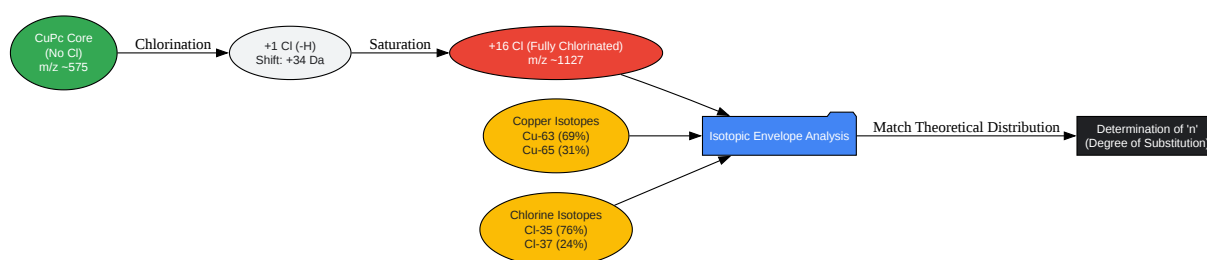 CuPc Core
(No Cl)
m/z ~575
Chlorination
+1 Cl (-H)
Shift: +34 Da
Saturation
+16 Cl (Fully Chlorinated)
m/z ~1127
Copper Isotopes
Cu-63 (69%)
Cu-65 (31%)
Chlorine Isotopes
Cl-35 (76%)
Cl-37 (24%)
Isotopic Envelope Analysis
Match Theoretical Distribution
Determination of 'n'
(Degree of Substitution)